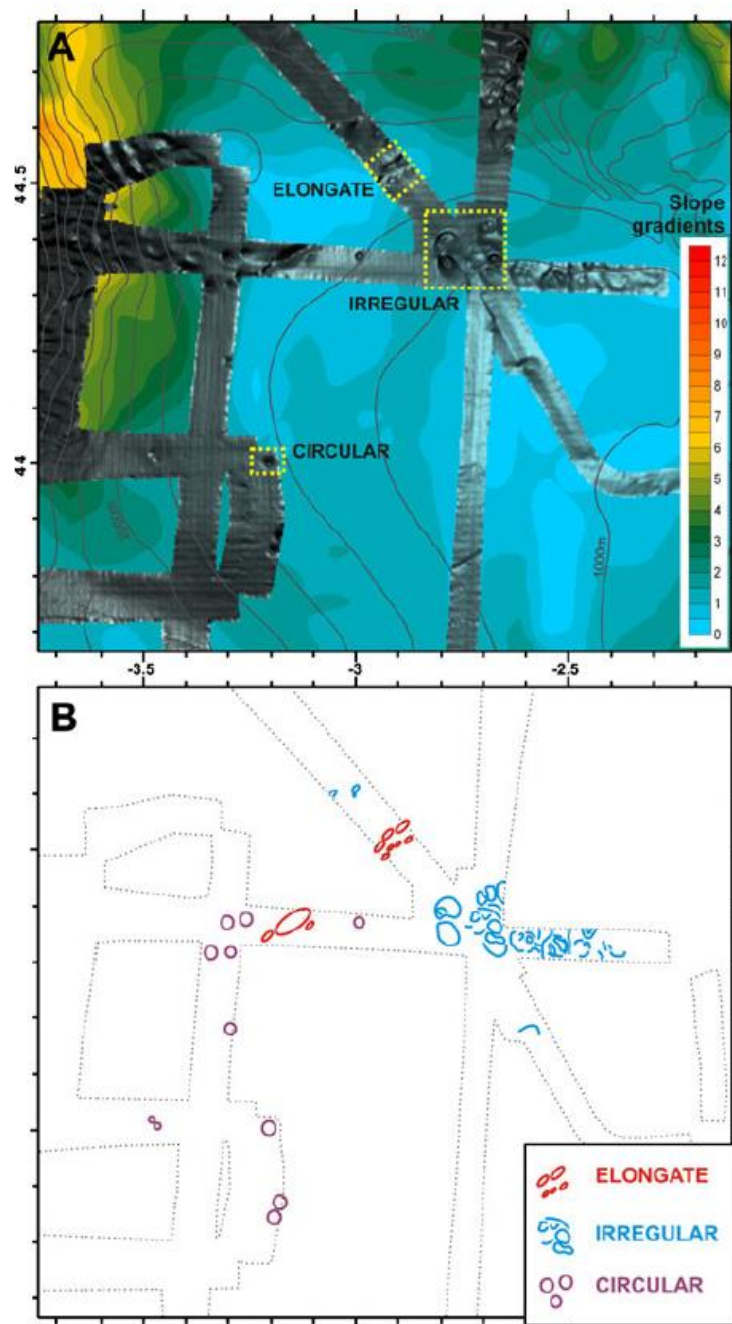 A
44.5
ELONGATE
Slope
gradients
IRREGULAR
12
11
10
9
8
7
6
5
4
3
2
1
0
CIRCULAR
44
1000m
-3.5
-3
-2.5
B
ELONGATE
IRREGULAR
CIRCULAR